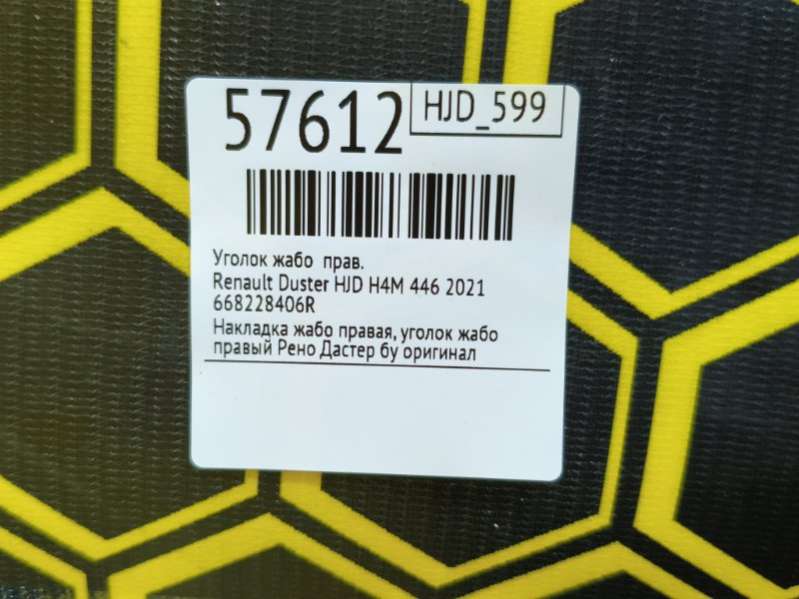 57612
HJD_599
Уголок жабо прав.
Renault Duster HJD H4M 446 2021
668228406R
Накладка жабо правая, уголок жабо
правый Рено Дастер бу оригинал